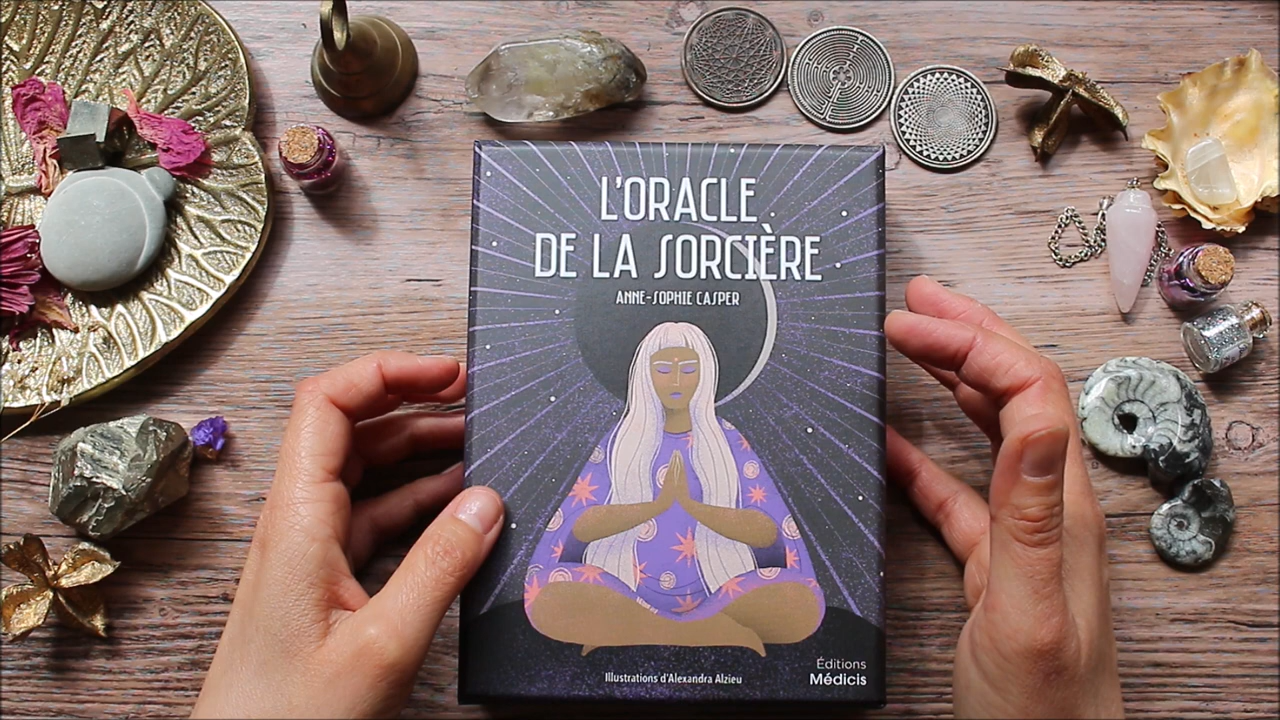 L'ORACLE
DE LA SORCIÈRE
ANNE-SOPHIE CASPER
Illustrations d'Alexandra Alzieu
Éditions
Médicis